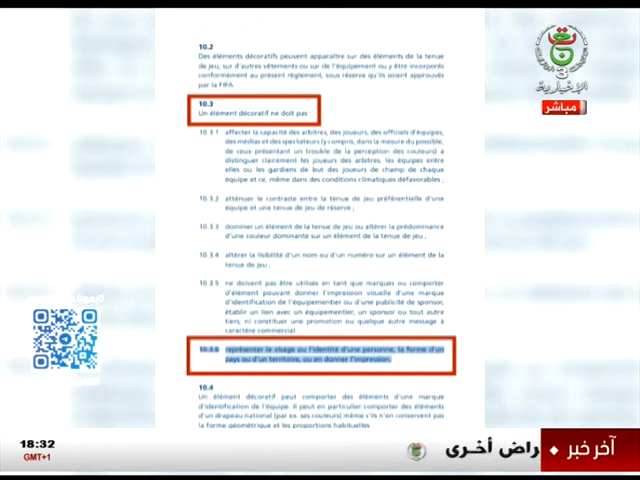 10.2
Des éléments décoratifs peuvent apparaître sur des éléments de la tenue
de jeu, sur d'autres vêtements ou sur de l'équipement ou y être incorporés
conformément au présent règlement, sous réserve qu'ils soient approuvés
par la FIFA.
10.3
Un élément décoratif ne doit pas
10.3.1 affecter la capacité des arbitres, des joueurs, des officiels d'équipes,
des médias et des spectateurs (y compris, dans la mesure du possible,
de ceux présentant un trouble de la perception des couleurs) à
distinguer clairement les joueurs des arbitres, les équipes entre
elles ou les gardiens de but des joueurs de champ de chaque
équipe et ce, même dans des conditions climatiques défavorables ;
10.3.2 atténuer le contraste entre la tenue de jeu préférentielle d'une
équipe et une tenue de jeu de réserve ;
10.3.3 dominer un élément de la tenue de jeu ou altérer la prédominance
d'une couleur dominante sur un élément de la tenue de jeu ;
10.3.4 altérer la lisibilité d'un nom ou d'un numéro sur un élément de la
tenue de jeu ;
10.3.5 ne doivent pas être utilisés en tant que marques ou comporter
d'élément pouvant donner l'impression visuelle d'une marque
d'identification de l'équipementier ou d'une publicité de sponsor,
établir un lien avec un équipementier, un sponsor ou tout autre
tiers, ni constituer une promotion ou quelque autre message à
caractère commercial.
10.3.6 représenter le visage ou l'identité d'une personne, la forme d'un
pays ou d'un territoire, ou en donner l'impression.
10.4
Un élément décoratif peut comporter des éléments d'une marque
d'identification de l'équipe. Il peut en particulier comporter des éléments
d'un drapeau national (par ex. ses couleurs) même s'ils n'en conservent pas
la forme géométrique et les proportions habituelles
3
الإخبارية
مباشر
18:32
GMT+1
راض أخرى
آخر خبر